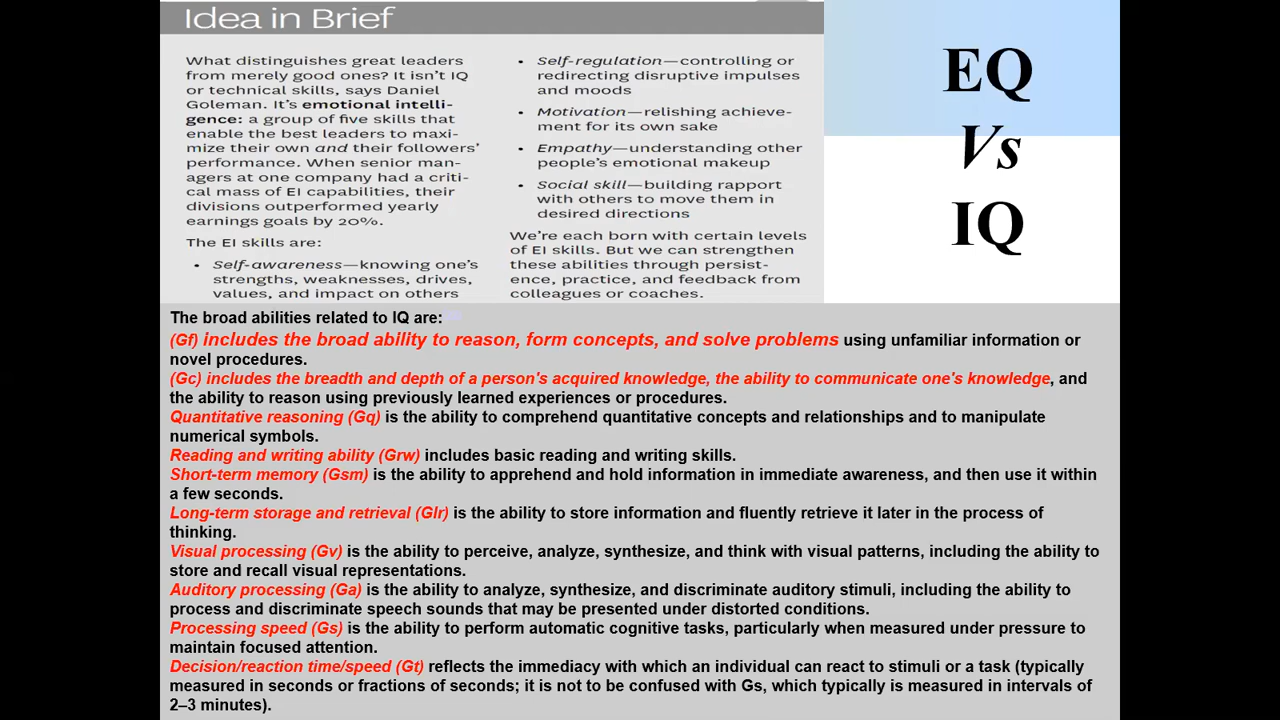 Idea in Brief
What distinguishes great leaders
from merely good ones? It isn't IQ
or technical skills, says Daniel
Goleman. It's emotional intelli-
gence: a group of five skills that
enable the best leaders to maxi-
mize their own and their followers'
performance. When senior man-
agers at one company had a criti-
cal mass of EI capabilities, their
divisions outperformed yearly
earnings goals by 20%.
The EI skills are:
• Self-awareness—knowing one's
strengths, weaknesses, drives,
values, and impact on others
• Self-regulation—controlling or
redirecting disruptive impulses
and moods
• Motivation—relishing achieve-
ment for its own sake
• Empathy—understanding other
people's emotional makeup
• Social skill—building rapport
with others to move them in
desired directions
We're each born with certain levels
of EI skills. But we can strengthen
these abilities through persist-
ence, practice, and feedback from
colleagues or coaches.
EQ
Vs
IQ
The broad abilities related to IQ are:
(Gf) includes the broad ability to reason, form concepts, and solve problems using unfamiliar information or
novel procedures.
(Gc) includes the breadth and depth of a person's acquired knowledge, the ability to communicate one's knowledge, and
the ability to reason using previously learned experiences or procedures.
Quantitative reasoning (Gq) is the ability to comprehend quantitative concepts and relationships and to manipulate
numerical symbols.
Reading and writing ability (Grw) includes basic reading and writing skills.
Short-term memory (Gsm) is the ability to apprehend and hold information in immediate awareness, and then use it within
a few seconds.
Long-term storage and retrieval (Glr) is the ability to store information and fluently retrieve it later in the process of
thinking.
Visual processing (Gv) is the ability to perceive, analyze, synthesize, and think with visual patterns, including the ability to
store and recall visual representations.
Auditory processing (Ga) is the ability to analyze, synthesize, and discriminate auditory stimuli, including the ability to
process and discriminate speech sounds that may be presented under distorted conditions.
Processing speed (Gs) is the ability to perform automatic cognitive tasks, particularly when measured under pressure to
maintain focused attention.
Decision/reaction time/speed (Gt) reflects the immediacy with which an individual can react to stimuli or a task (typically
measured in seconds or fractions of seconds; it is not to be confused with Gs, which typically is measured in intervals of
2–3 minutes).